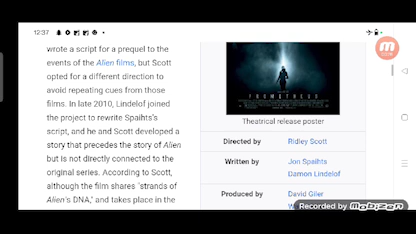 12:37
wrote a script for a prequel to the
events of the Alien films, but Scott
opted for a different direction to
avoid repeating cues from those
films. In late 2010, Lindelof joined
the project to rewrite Spaihts's
script, and he and Scott developed a
story that precedes the story of Alien
but is not directly connected to the
original series. According to Scott,
although the film shares "strands of
Alien's DNA," and takes place in the
PROMETHEUS
Theatrical release poster
Directed by Ridley Scott
Written by Jon Spaihts
Damon Lindelof
Produced by David Giler
Recorded by Mobizen